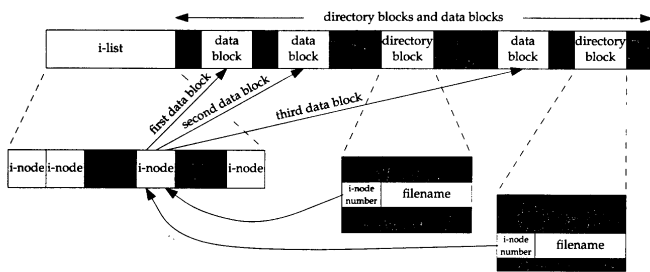 directory blocks and data blocks
i-list
data
block
data
block
directory
block
data
block
directory
block
first data block
second data block
third data block
i-node
i-node
i-node
i-node
i-node
number
filename
i-node
number
filename